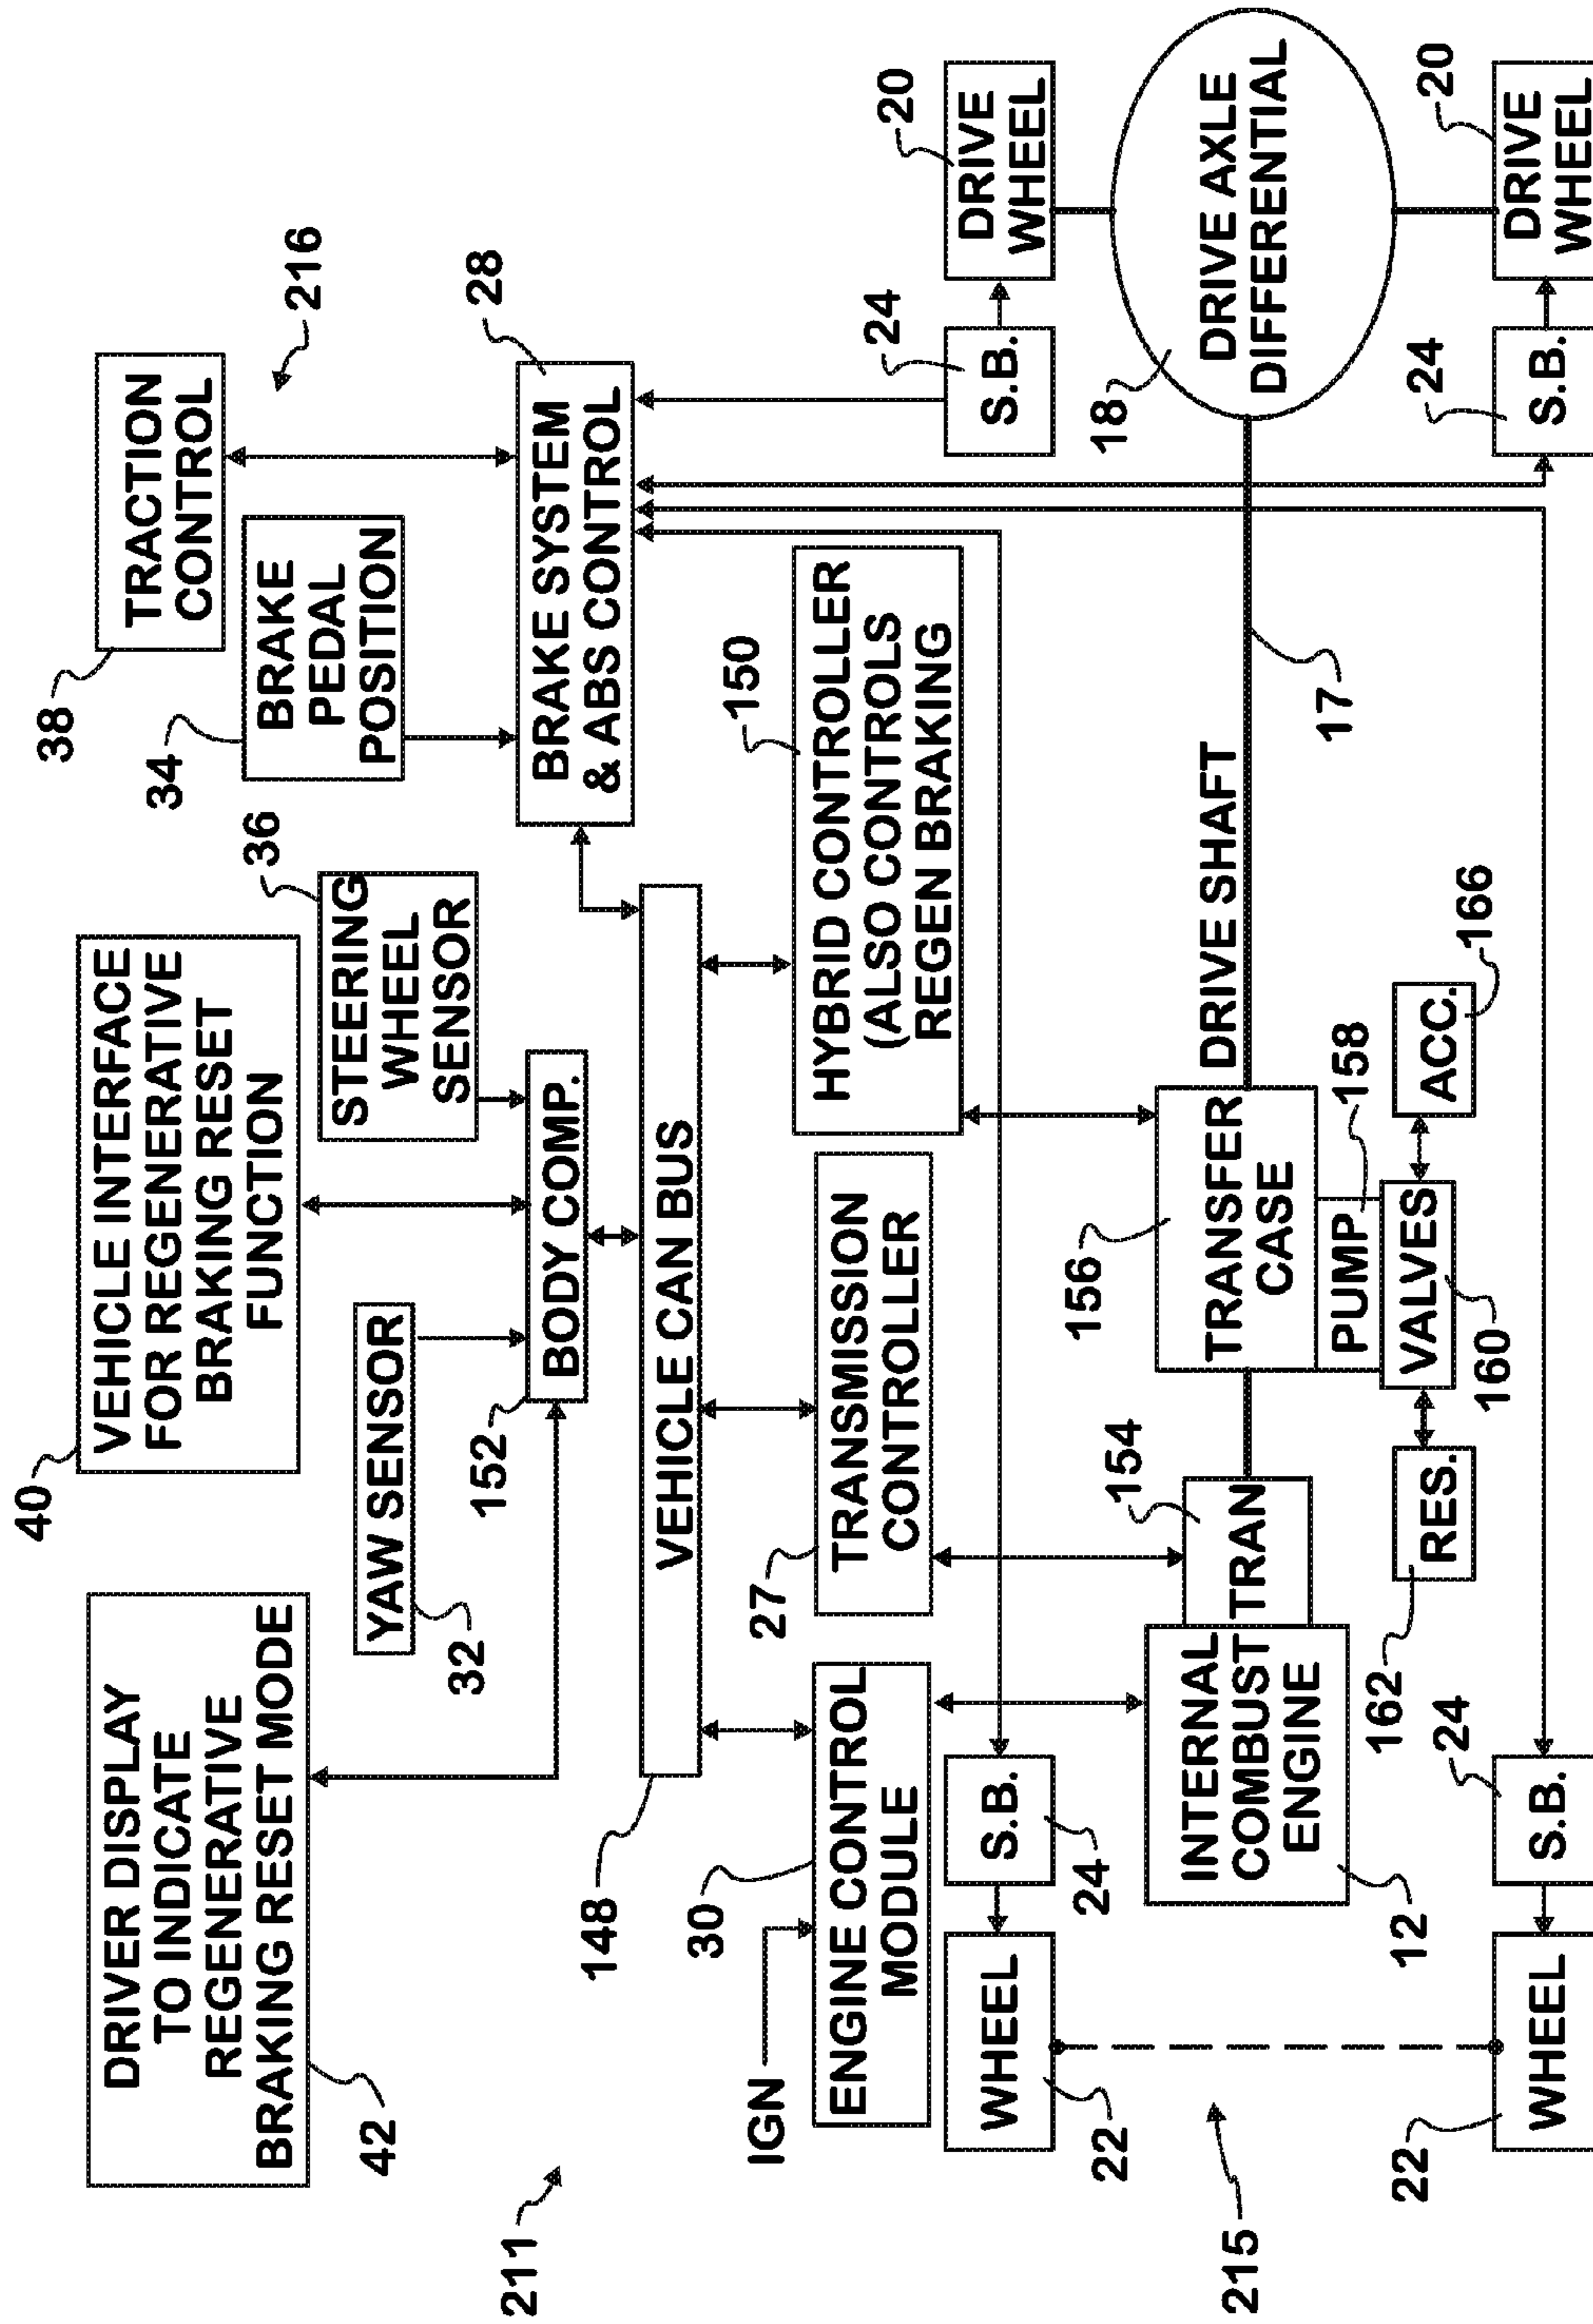 DRIVER DISPLAY
TO INDICATE
REGENERATIVE
BRAKING RESET MODE
42
40
VEHICLE INTERFACE
FOR REGENERATIVE
BRAKING RESET
FUNCTION
38
TRACTION
CONTROL
34
BRAKE
PEDAL
POSITION
216
36
STEERING
WHEEL
SENSOR
YAW SENSOR
32
152
BODY COMP.
28
BRAKE SYSTEM
& ABS CONTROL
211
148
VEHICLE CAN BUS
IGN
30
ENGINE CONTROL
MODULE
27
TRANSMISSION
CONTROLLER
150
HYBRID CONTROLLER
(ALSO CONTROLS
REGEN BRAKING
20
DRIVE
WHEEL
24
S.B.
WHEEL
22
S.B.
24
215
INTERNAL
COMBUST
ENGINE
12
154
TRAN
156
TRANSFER
CASE
DRIVE SHAFT
17
18
DRIVE AXLE
DIFFERENTIAL
PUMP
158
VALVES
160
RES.
162
ACC.
166
22
WHEEL
24
S.B.
24
S.B.
20
DRIVE
WHEEL